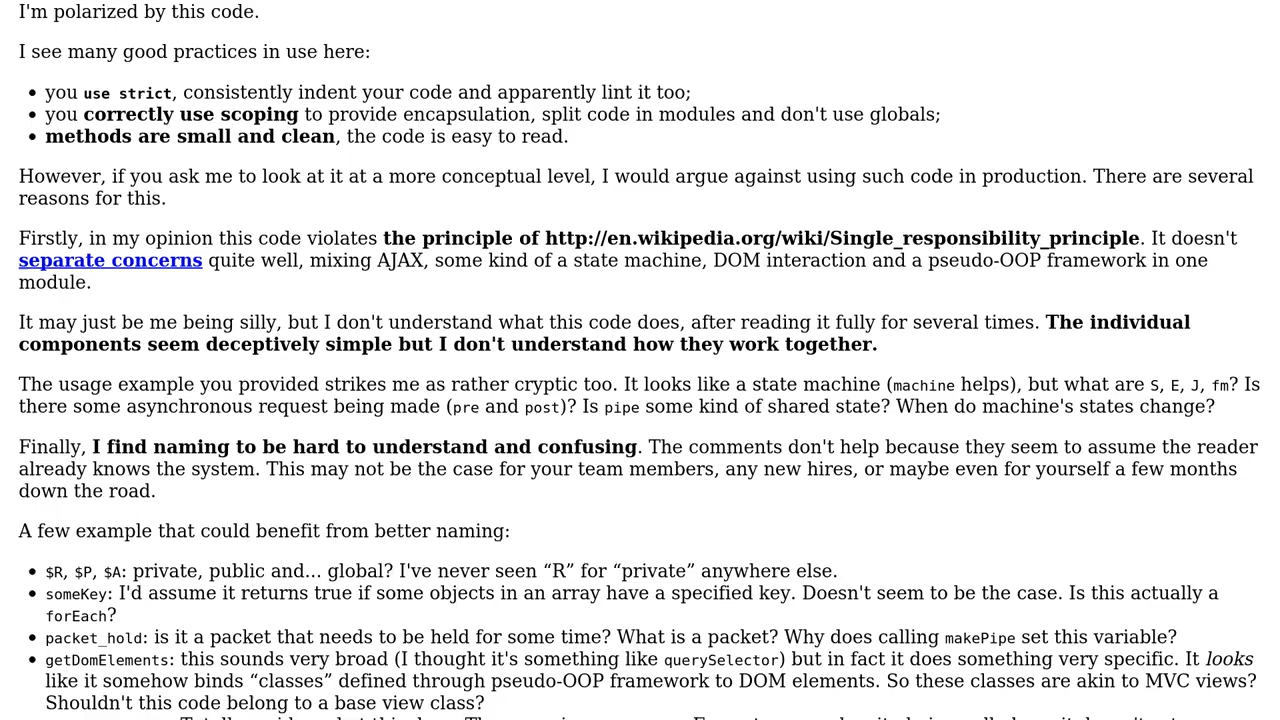 I'm polarized by this code.
I see many good practices in use here:
• you use strict, consistently indent your code and apparently lint it too;
• you correctly use scoping to provide encapsulation, split code in modules and don't use globals;
• methods are small and clean, the code is easy to read.
However, if you ask me to look at it at a more conceptual level, I would argue against using such code in production. There are several
reasons for this.
Firstly, in my opinion this code violates the principle of http://en.wikipedia.org/wiki/Single_responsibility_principle. It doesn't
separate concerns quite well, mixing AJAX, some kind of a state machine, DOM interaction and a pseudo-OOP framework in one
module.
It may just be me being silly, but I don't understand what this code does, after reading it fully for several times. The individual
components seem deceptively simple but I don't understand how they work together.
The usage example you provided strikes me as rather cryptic too. It looks like a state machine (machine helps), but what are S, E, J, fm? Is
there some asynchronous request being made (pre and post)? Is pipe some kind of shared state? When do machine's states change?
Finally, I find naming to be hard to understand and confusing. The comments don't help because they seem to assume the reader
already knows the system. This may not be the case for your team members, any new hires, or maybe even for yourself a few months
down the road.
A few example that could benefit from better naming:
• $R, $P, $A: private, public and... global? I've never seen “R” for “private” anywhere else.
• someKey: I'd assume it returns true if some objects in an array have a specified key. Doesn't seem to be the case. Is this actually a
forEach?
• packet_hold: is it a packet that needs to be held for some time? What is a packet? Why does calling makePipe set this variable?
• getDomElements: this sounds very broad (I thought it's something like querySelector) but in fact it does something very specific. It looks
like it somehow binds “classes” defined through pseudo-OOP framework to DOM elements. So these classes are akin to MVC views?
Shouldn't this code belong to a base view class?